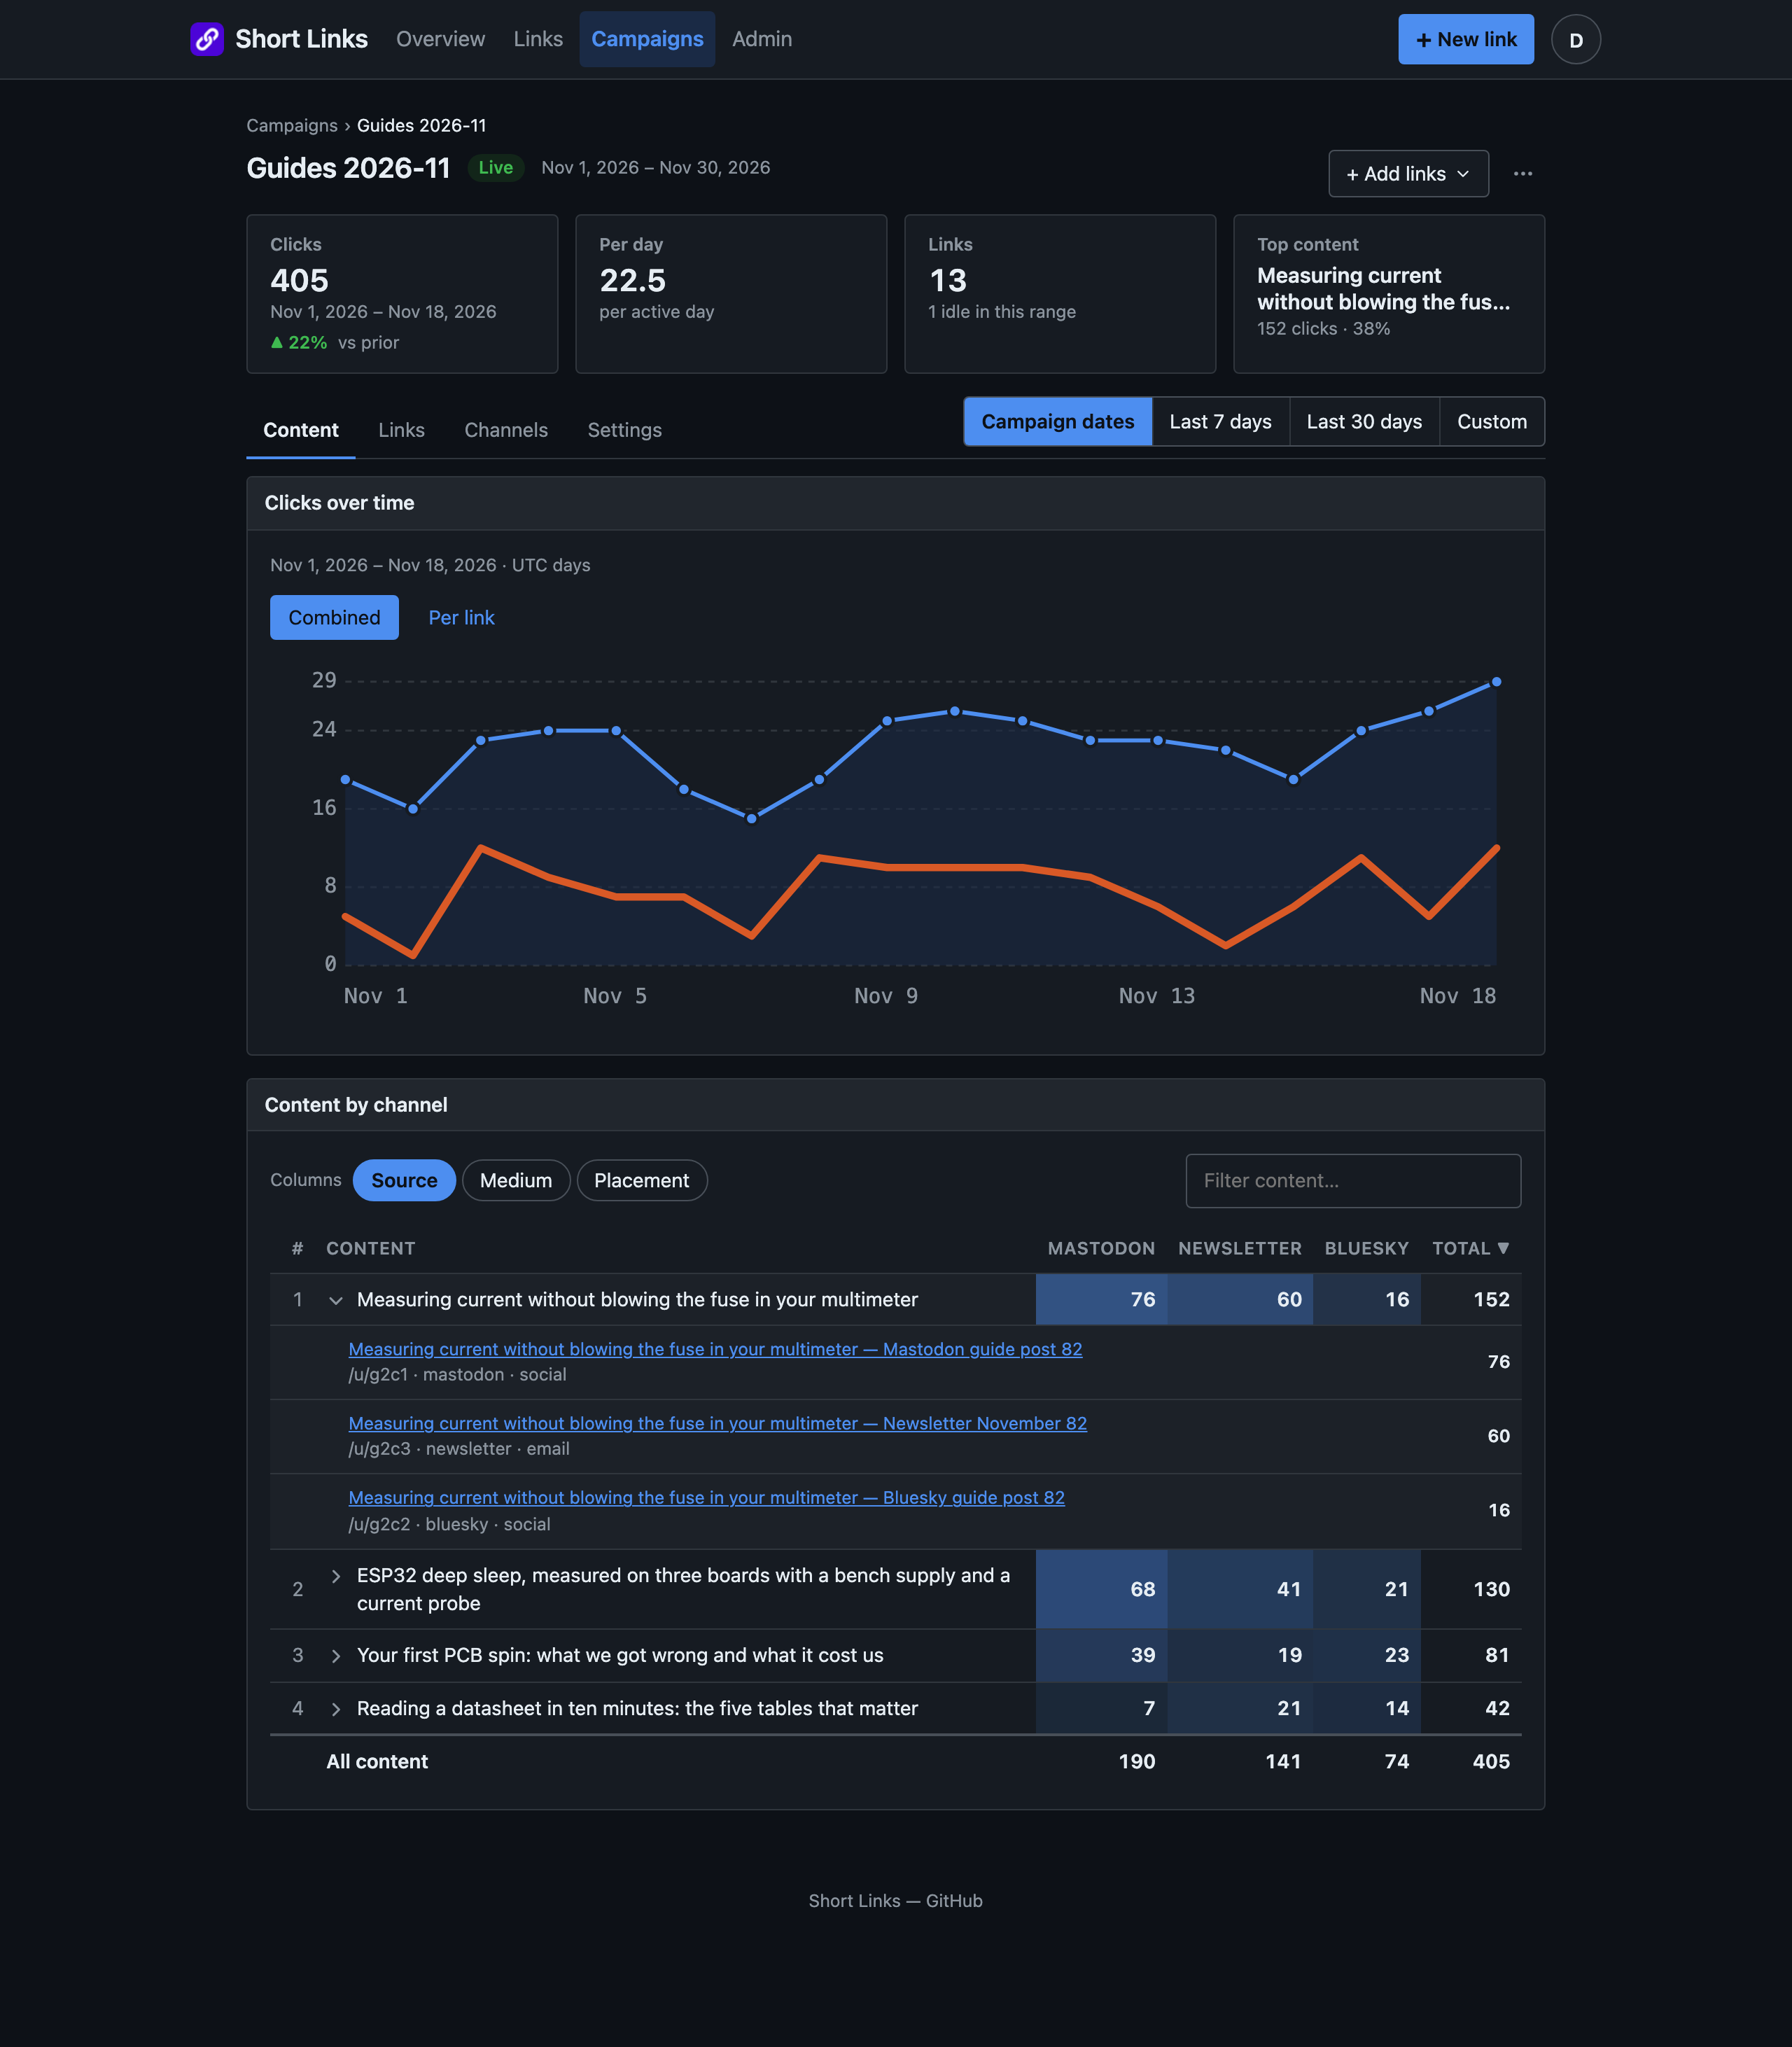 Short Links Overview Links Campaigns Admin + New link D
Campaigns › Guides 2026-11
Guides 2026-11 Live Nov 1, 2026 – Nov 30, 2026 + Add links ...
Clicks
405
Nov 1, 2026 – Nov 18, 2026
▲ 22% vs prior
Per day
22.5
per active day
Links
13
1 idle in this range
Top content
Measuring current
without blowing the fus...
152 clicks · 38%
Content Links Channels Settings
Campaign dates Last 7 days Last 30 days Custom
Clicks over time
Nov 1, 2026 – Nov 18, 2026 · UTC days
Combined Per link
29
24
16
8
0
Nov 1 Nov 5 Nov 9 Nov 13 Nov 18
Content by channel
Columns Source Medium Placement Filter content...
# CONTENT MASTODON NEWSLETTER BLUESKY TOTAL ▼
1 Measuring current without blowing the fuse in your multimeter 76 60 16 152
Measuring current without blowing the fuse in your multimeter — Mastodon guide post 82
/u/g2c1 · mastodon · social
76
Measuring current without blowing the fuse in your multimeter — Newsletter November 82
/u/g2c3 · newsletter · email
60
Measuring current without blowing the fuse in your multimeter — Bluesky guide post 82
/u/g2c2 · bluesky · social
16
2 ESP32 deep sleep, measured on three boards with a bench supply and a
current probe
68 41 21 130
3 Your first PCB spin: what we got wrong and what it cost us 39 19 23 81
4 Reading a datasheet in ten minutes: the five tables that matter 7 21 14 42
All content 190 141 74 405
Short Links — GitHub